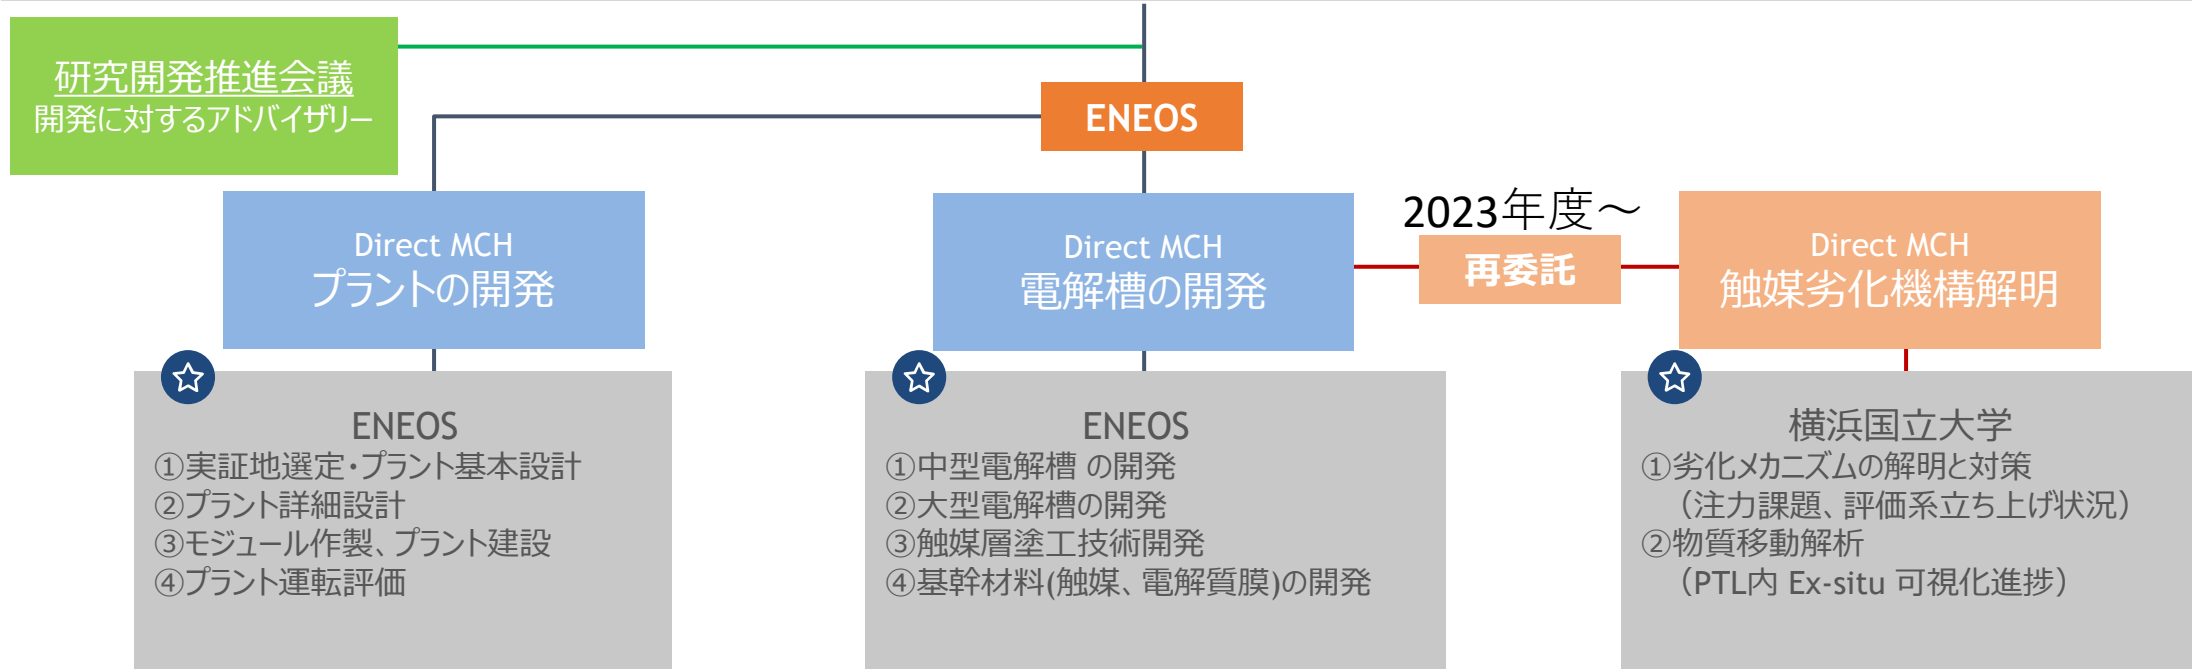 研究開発推進会議
開発に対するアドバイザリー
ENEOS
Direct MCH
プラントの開発
Direct MCH
電解槽の開発
2023年度～
再委託
Direct MCH
触媒劣化機構解明
ENEOS
①実証地選定・プラント基本設計
②プラント詳細設計
③モジュール作製、プラント建設
④プラント運転評価
ENEOS
①中型電解槽 の開発
②大型電解槽の開発
③触媒層塗工技術開発
④基幹材料(触媒、電解質膜)の開発
横浜国立大学
①劣化メカニズムの解明と対策
（注力課題、評価系立ち上げ状況）
②物質移動解析
（PTL内 Ex-situ 可視化進捗）